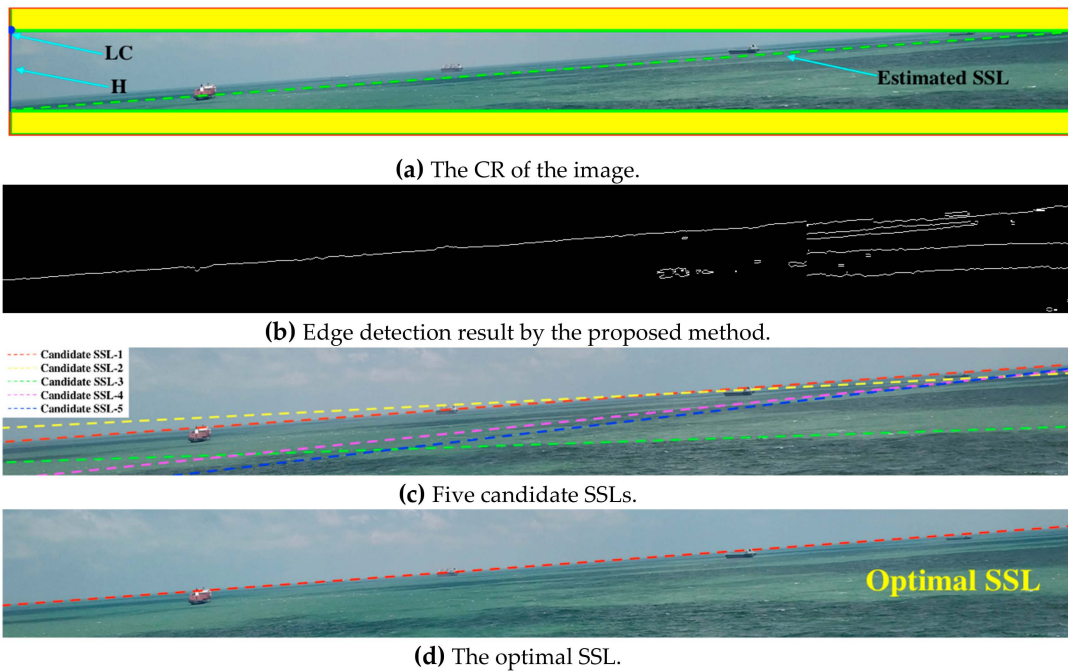 LC
H
Estimated SSL
(a) The CR of the image.
(b) Edge detection result by the proposed method.
Candidate SSL-1
Candidate SSL-2
Candidate SSL-3
Candidate SSL-4
Candidate SSL-5
(c) Five candidate SSLs.
Optimal SSL
(d) The optimal SSL.